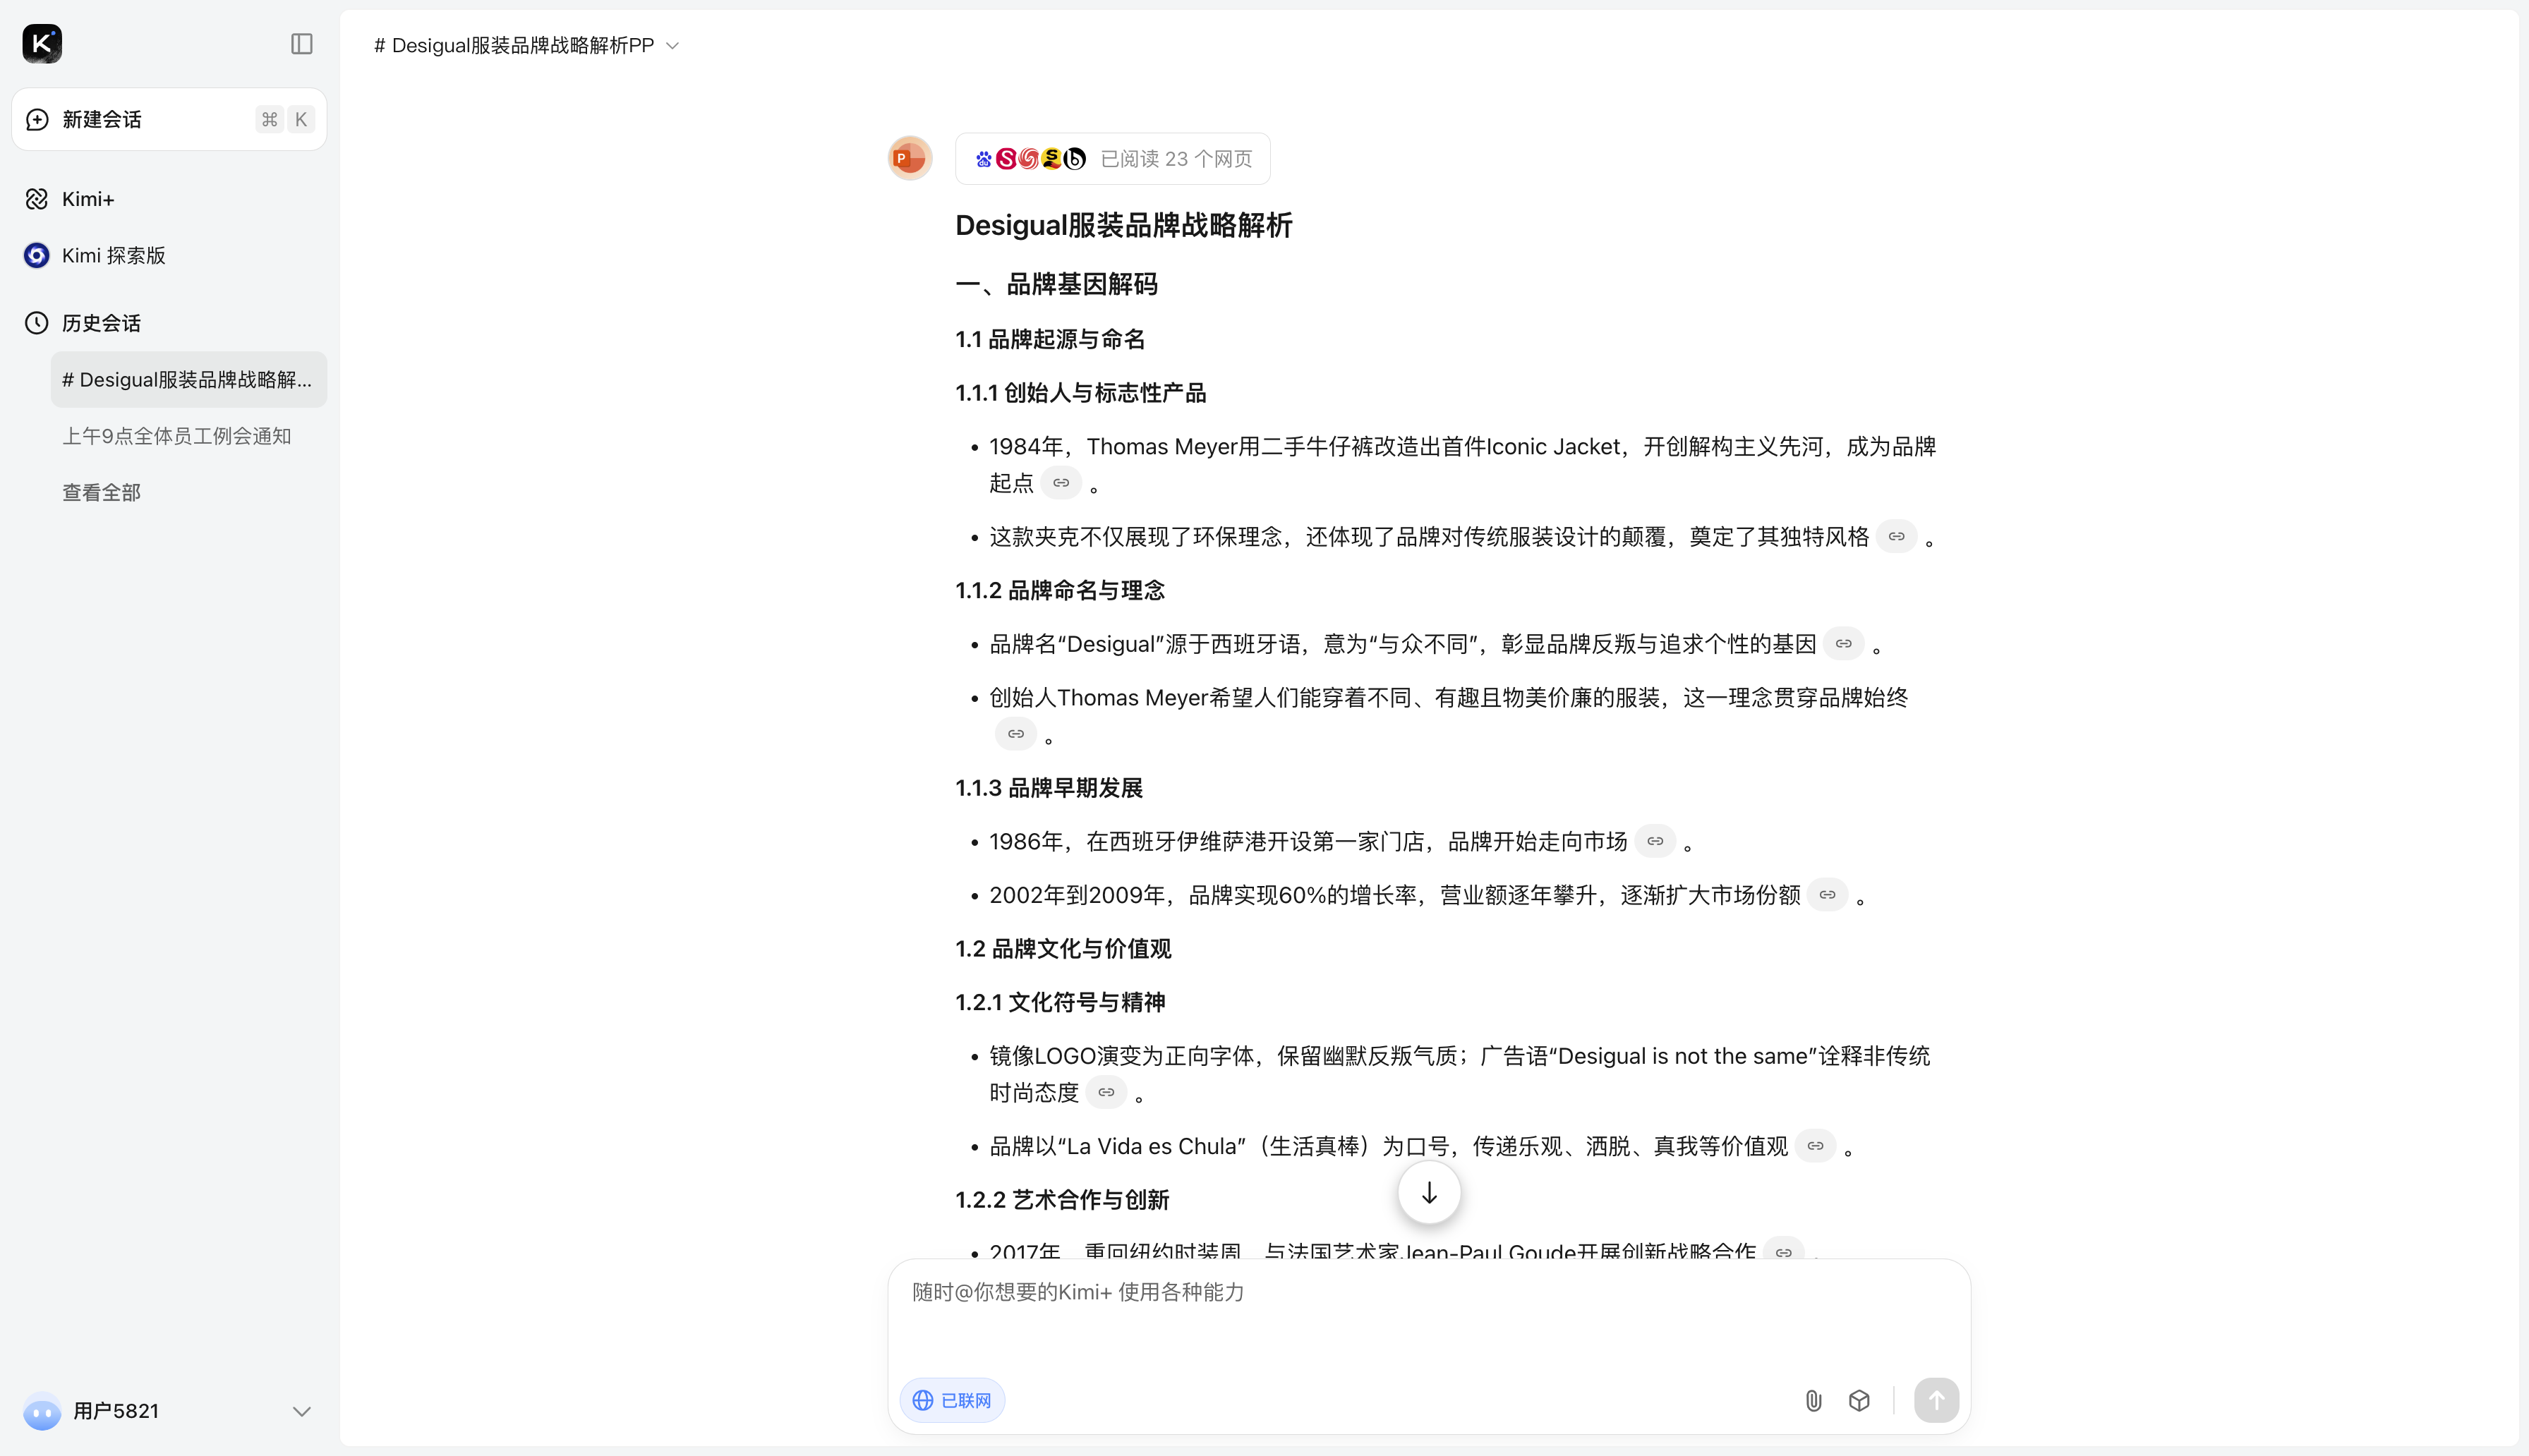 K
新建会话
⌘ K
Kimi+
Kimi 探索版
历史会话
# Desigual服装品牌战略解...
上午9点全体员工例会通知
查看全部
用户5821
# Desigual服装品牌战略解析PP
已阅读 23 个网页
Desigual服装品牌战略解析
一、品牌基因解码
1.1 品牌起源与命名
1.1.1 创始人与标志性产品
• 1984年，Thomas Meyer用二手牛仔裤改造出首件Iconic Jacket，开创解构主义先河，成为品牌
起点 。
• 这款夹克不仅展现了环保理念，还体现了品牌对传统服装设计的颠覆，奠定了其独特风格 。
1.1.2 品牌命名与理念
• 品牌名“Desigual”源于西班牙语，意为“与众不同”，彰显品牌反叛与追求个性的基因 。
• 创始人Thomas Meyer希望人们能穿着不同、有趣且物美价廉的服装，这一理念贯穿品牌始终
。
1.1.3 品牌早期发展
• 1986年，在西班牙伊维萨港开设第一家门店，品牌开始走向市场 。
• 2002年到2009年，品牌实现60%的增长率，营业额逐年攀升，逐渐扩大市场份额 。
1.2 品牌文化与价值观
1.2.1 文化符号与精神
• 镜像LOGO演变为正向字体，保留幽默反叛气质；广告语“Desigual is not the same”诠释非传统
时尚态度 。
• 品牌以“La Vida es Chula”（生活真棒）为口号，传递乐观、洒脱、真我等价值观 。
1.2.2 艺术合作与创新
• 2017年，重回纽约时装周，与法国艺术家Jean-Paul Goude开展创新战略合作 。
随时@你想要的Kimi+ 使用各种能力
已联网